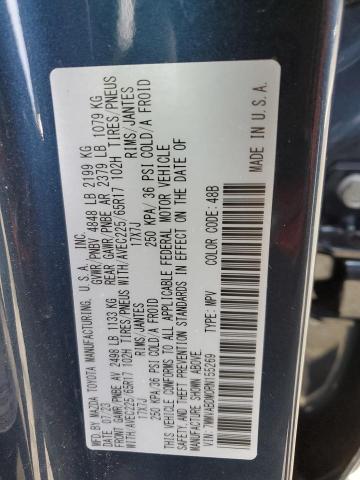 MFD BY: MAZDA TOYOTA MANUFACTURING, U.S.A., INC.
DATE: 07/23 GVWR/PNBV 4848 LB 2199 KG
FRONT GAWR/PNBE AV 2498 LB 1133 KG REAR GAWR/PNBE AR 2379 LB 1079 KG
WITH/AVEC225/65R17 102H TIRES/PNEUS WITH/AVEC225/65R17 102H TIRES/PNEUS
17X7J RIMS/JANTES 17X7J RIMS/JANTES
250 KPA/36 PSI COLD/A FROID 250 KPA/36 PSI COLD/A FROID
THIS VEHICLE CONFORMS TO ALL APPLICABLE FEDERAL MOTOR VEHICLE
SAFETY AND THEFT PREVENTION STANDARDS IN EFFECT ON THE DATE OF
MANUFACTURE SHOWN ABOVE.
TYPE: MPV COLOR CODE: 48B
MADE IN U.S.A.